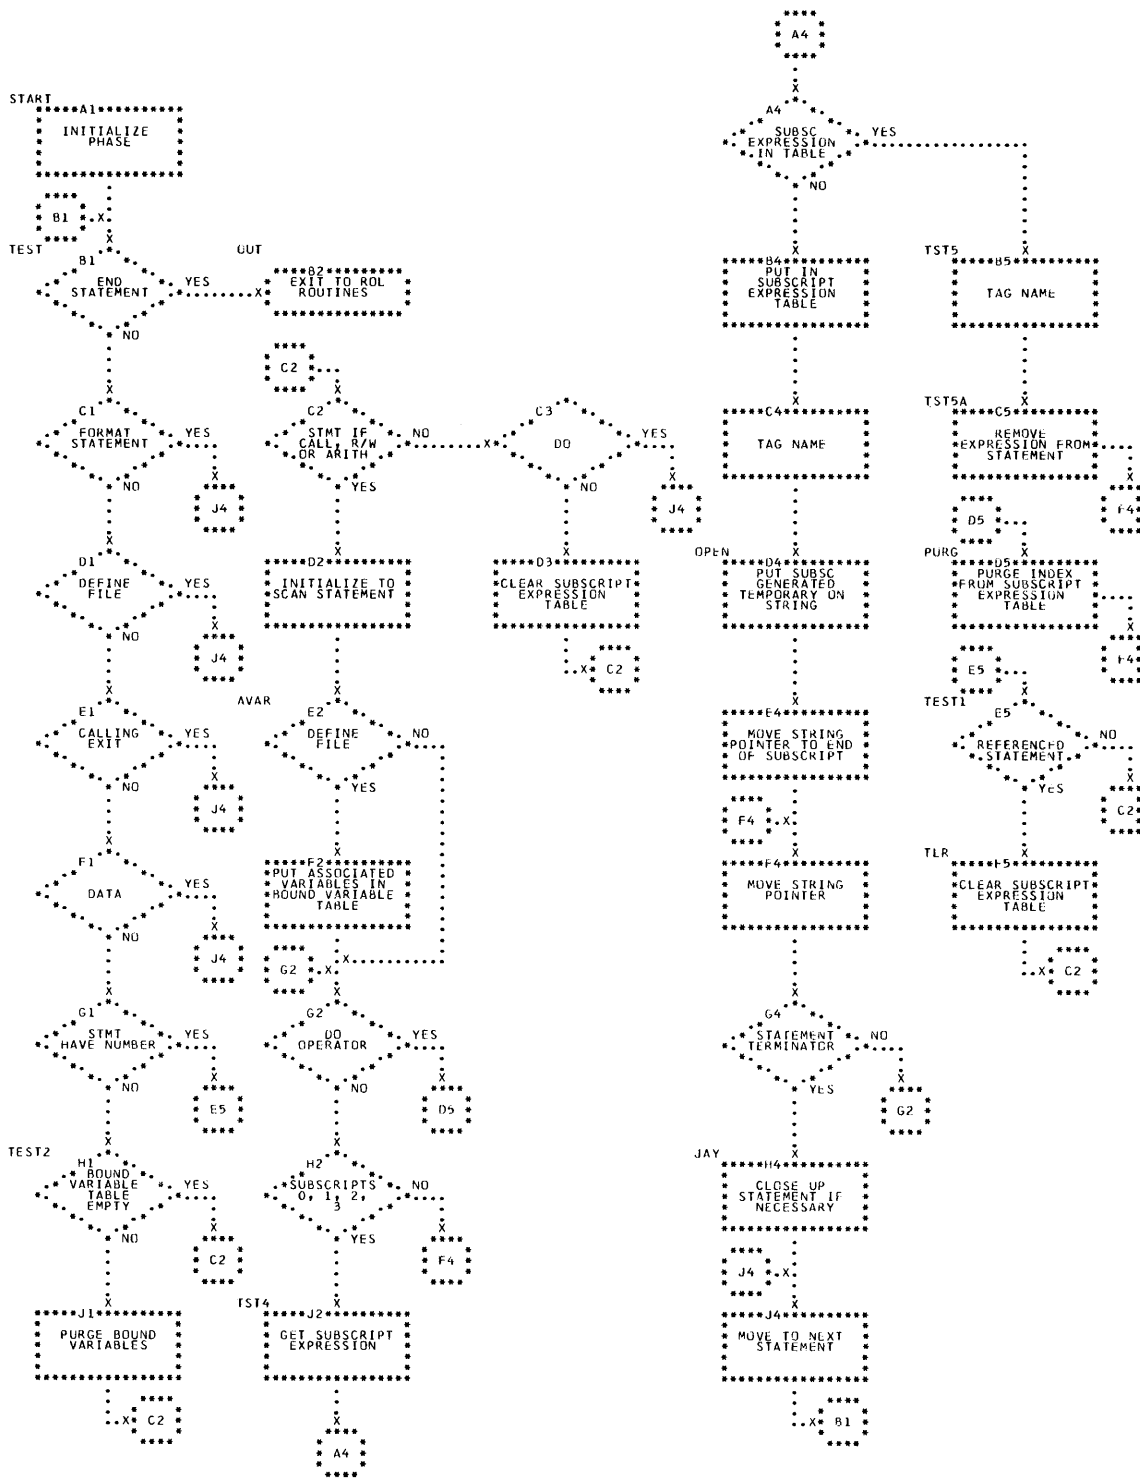 START
A1
INITIALIZE
PHASE
B1
TEST
B1
END
STATEMENT
YES
NO
OUT
B2
EXIT TO ROL
ROUTINES
C1
FORMAT
STATEMENT
YES
NO
J4
D1
DEFINE
FILE
YES
NO
J4
E1
CALLING
EXIT
YES
NO
J4
F1
DATA
YES
NO
J4
G1
STMT
HAVE NUMBER
YES
NO
E5
TEST2
H1
BOUND
VARIABLE
TABLE
EMPTY
YES
NO
C2
J1
PURGE BOUND
VARIABLES
C2
C2
C2
STMT IF
CALL, R/W
OR ARITH
NO
YES
D2
INITIALIZE TO
SCAN STATEMENT
AVAR
E2
DEFINE
FILE
NO
YES
F2
PUT ASSOCIATED
VARIABLES IN
BOUND VARIABLE
TABLE
G2
G2
DO
OPERATOR
YES
NO
D5
H2
SUBSCRIPTS
0, 1, 2,
3
NO
YES
F4
TST4
J2
GET SUBSCRIPT
EXPRESSION
A4
C3
DO
YES
NO
J4
D3
CLEAR SUBSCRIPT
EXPRESSION
TABLE
C2
A4
A4
SUBSC
EXPRESSION
IN TABLE
YES
NO
B4
PUT IN
SUBSCRIPT
EXPRESSION
TABLE
C4
TAG NAME
OPEN
D4
PUT SUBSC
GENERATED
TEMPORARY ON
STRING
E4
MOVE STRING
POINTER TO END
OF SUBSCRIPT
F4
F4
MOVE STRING
POINTER
G4
STATEMENT
TERMINATOR
NO
YES
G2
JAY
H4
CLOSE UP
STATEMENT IF
NECESSARY
J4
J4
MOVE TO NEXT
STATEMENT
B1
TST5
B5
TAG NAME
TST5A
C5
REMOVE
EXPRESSION FROM
STATEMENT
F4
D5
PURG
D5
PURGE INDEX
FROM SUBSCRIPT
EXPRESSION
TABLE
F4
E5
TEST1
E5
REFERENCED
STATEMENT
NO
YES
C2
TLR
F5
CLEAR SUBSCRIPT
EXPRESSION
TABLE
C2